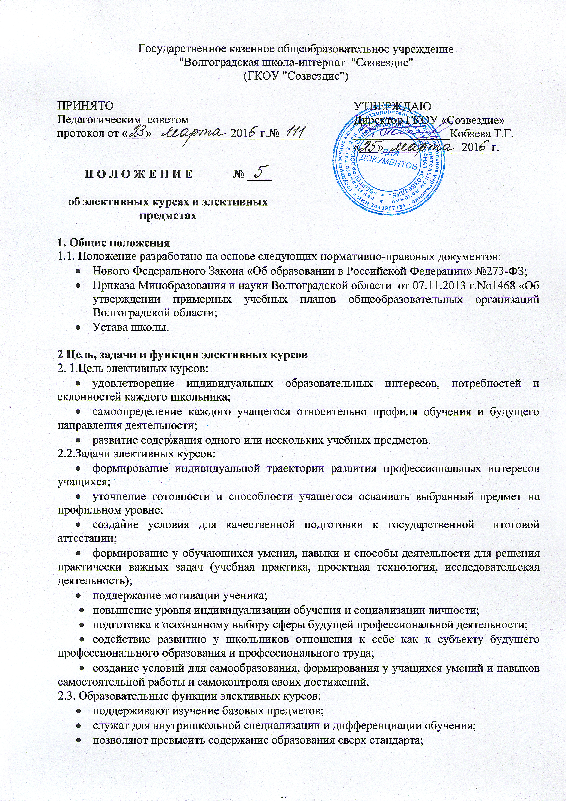 Государственное казенное общеобразовательное учреждение
"Волгоградская школа-интернат "Созвездие"
(ГКОУ "Созвездие")
ПРИНЯТО
Педагогическим советом
протокол от «23» марта 2016 г.№ 111
УТВЕРЖДАЮ
Директор ГКОУ «Созвездие»
Кобзева Т.Г.
«25» марта 2016 г.
ДЛЯ ДОКУМЕНТОВ
П О Л О Ж Е Н И Е № 5
об элективных курсах и элективных
предметах
1. Общие положения
1.1. Положение разработано на основе следующих нормативно-правовых документов:
• Нового Федерального Закона «Об образовании в Российской Федерации» №273-ФЗ;
• Приказа Минобразования и науки Волгоградской области от 07.11.2013 г.№1468 «Об
утверждении примерных учебных планов общеобразовательных организаций
Волгоградской области;
• Устава школы.
2 Цель, задачи и функции элективных курсов
2. 1.Цель элективных курсов:
• удовлетворение индивидуальных образовательных интересов, потребностей и
склонностей каждого школьника;
• самоопределение каждого учащегося относительно профиля обучения и будущего
направления деятельности;
• развитие содержания одного или нескольких учебных предметов.
2.2.Задачи элективных курсов:
• формирование индивидуальной траектории развития профессиональных интересов
учащихся;
• уточнение готовности и способности учащегося осваивать выбранный предмет на
профильном уровне;
• создание условия для качественной подготовки к государственной итоговой
аттестации;
• формирование у обучающихся умения, навыки и способы деятельности для решения
практически важных задач (учебная практика, проектная технология, исследовательская
деятельность);
• поддержание мотивации ученика;
• повышение уровня индивидуализации обучения и социализации личности;
• подготовка к осознанному выбору сферы будущей профессиональной деятельности;
• содействие развитию у школьников отношения к себе как к субъекту будущего
профессионального образования и профессионального труда;
• создание условий для самообразования, формирования у учащихся умений и навыков
самостоятельной работы и самоконтроля своих достижений.
2.3. Образовательные функции элективных курсов:
• поддерживают изучение базовых предметов;
• служат для внутришкольной специализации и дифференциации обучения;
• позволяют превысить содержание образования сверх стандарта;